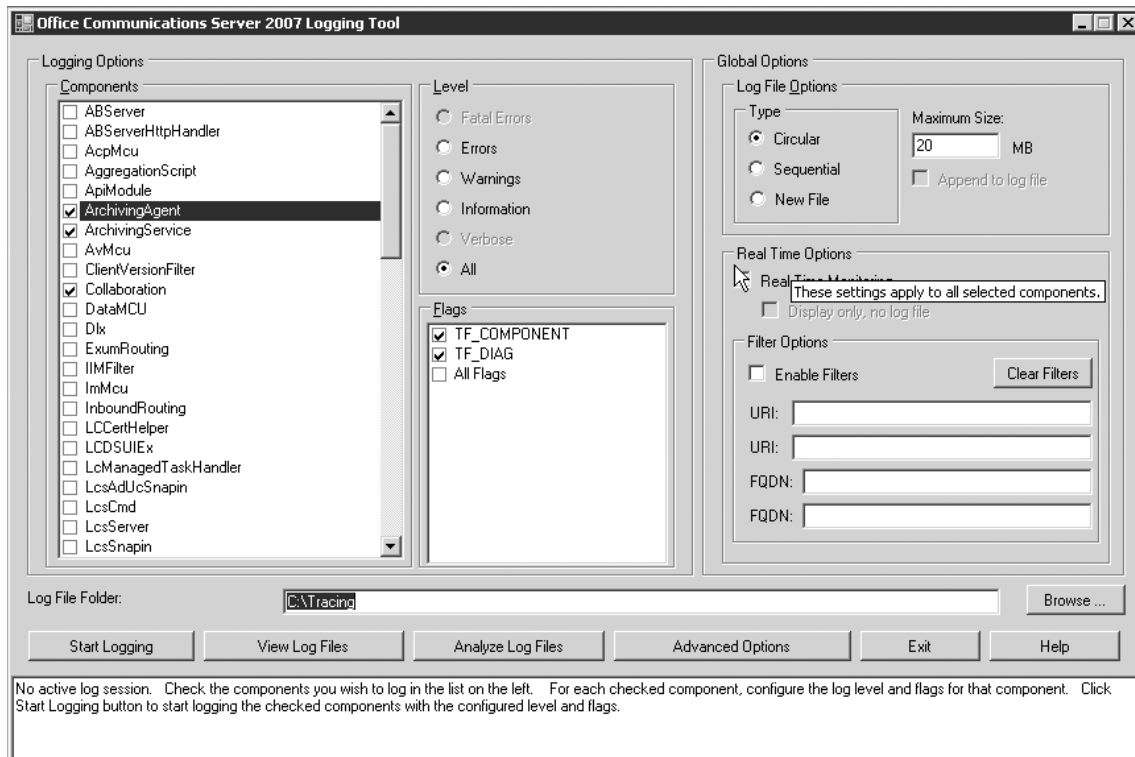 Office Communications Server 2007 Logging Tool
Logging Options
Components
ABServer
ABServerHttpHandler
AcpMcu
AggregationScript
ApiModule
ArchivingAgent
ArchivingService
AvMcu
ClientVersionFilter
Collaboration
DataMCU
Dlx
ExumRouting
IIMFilter
ImMcu
InboundRouting
LCCertHelper
LCDSUIEx
LcManagedTaskHandler
LcsAdUcSnapin
LcsCmd
LcsServer
LcsSnapin
Level
Fatal Errors
Errors
Warnings
Information
Verbose
All
Flags
TF_COMPONENT
TF_DIAG
All Flags
Global Options
Log File Options
Type
Circular
Sequential
New File
Maximum Size:
20 MB
Append to log file
Real Time Options
Real Time Monitoring
These settings apply to all selected components.
Display only, no log file
Filter Options
Enable Filters
Clear Filters
URI:
URI:
FQDN:
FQDN:
Log File Folder: C:\Tracing Browse ...
Start Logging View Log Files Analyze Log Files Advanced Options Exit Help
No active log session. Check the components you wish to log in the list on the left. For each checked component, configure the log level and flags for that component. Click
Start Logging button to start logging the checked components with the configured level and flags.